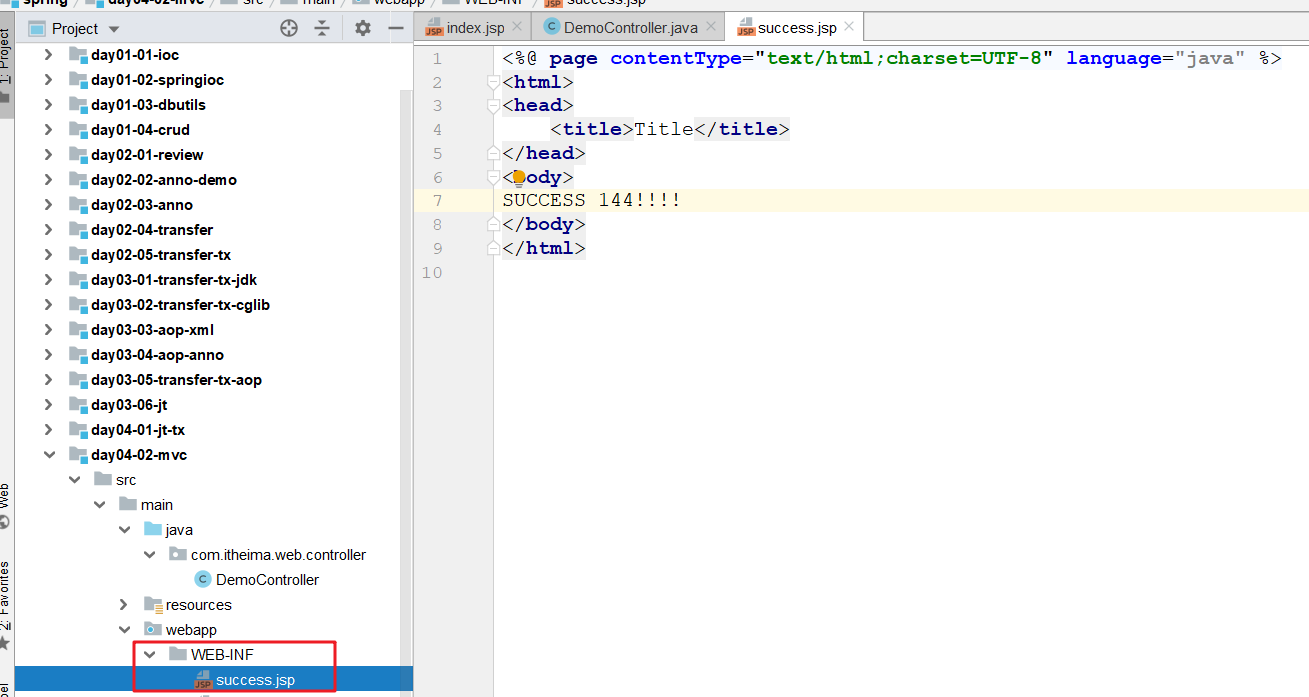 spring day04-02-mvc src main webapp WEB-INF success.jsp
Project
index.jsp DemoController.java success.jsp
1: Project
day01-01-ioc
day01-02-springioc
day01-03-dbutils
day01-04-crud
day02-01-review
day02-02-anno-demo
day02-03-anno
day02-04-transfer
day02-05-transfer-tx
day03-01-transfer-tx-jdk
day03-02-transfer-tx-cglib
day03-03-aop-xml
day03-04-aop-anno
day03-05-transfer-tx-aop
day03-06-jt
day04-01-jt-tx
day04-02-mvc
src
main
java
com.itheima.web.controller
DemoController
resources
webapp
WEB-INF
JSP success.jsp
Web
2: Favorites
1 <%@ page contentType="text/html;charset=UTF-8" language="java" %>
2 <html>
3 <head>
4 <title>Title</title>
5 </head>
6 <body>
7 SUCCESS 144!!!!
8 </body>
9 </html>
10